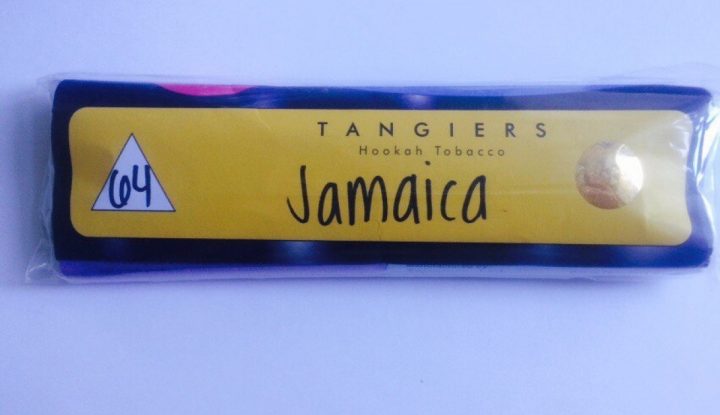 TANGIERS
Hookah Tobacco
64
Jamaica